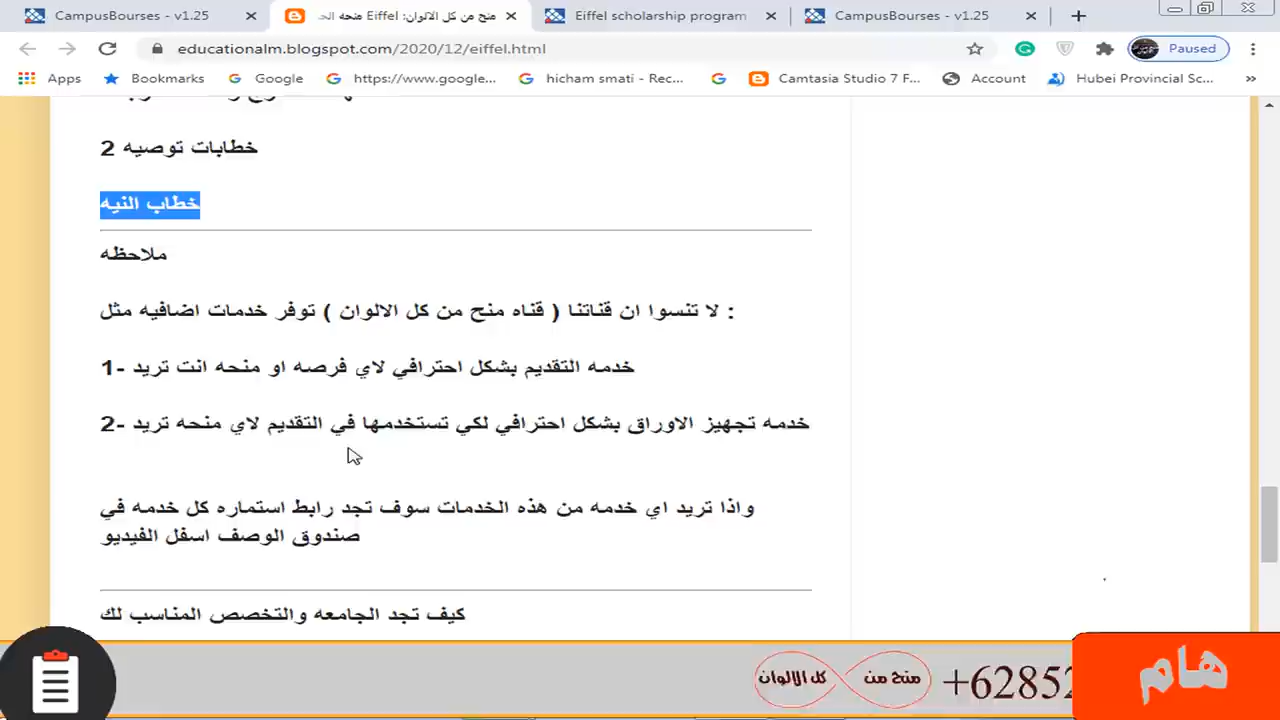 CampusBourses - v1.25
منح من كل الالوان: Eiffel منحه الح
Eiffel scholarship program
CampusBourses - v1.25
educationalm.blogspot.com/2020/12/eiffel.html
Paused
Apps
Bookmarks
Google
https://www.google...
hicham smati - Rec...
Camtasia Studio 7 F...
Account
Hubei Provincial Sc...
»
خطابات توصيه 2
خطاب النيه
ملاحظه
لا تنسوا ان قناتنا ( قناه منح من كل الالوان ) توفر خدمات اضافيه مثل :
1- خدمه التقديم بشكل احترافي لاي فرصه او منحه انت تريد
2- خدمه تجهيز الاوراق بشكل احترافي لكي تستخدمها في التقديم لاي منحه تريد
واذا تريد اي خدمه من هذه الخدمات سوف تجد رابط استماره كل خدمه في
صندوق الوصف اسفل الفيديو
كيف تجد الجامعه والتخصص المناسب لك
منح من كل الالوان
+62852
هام